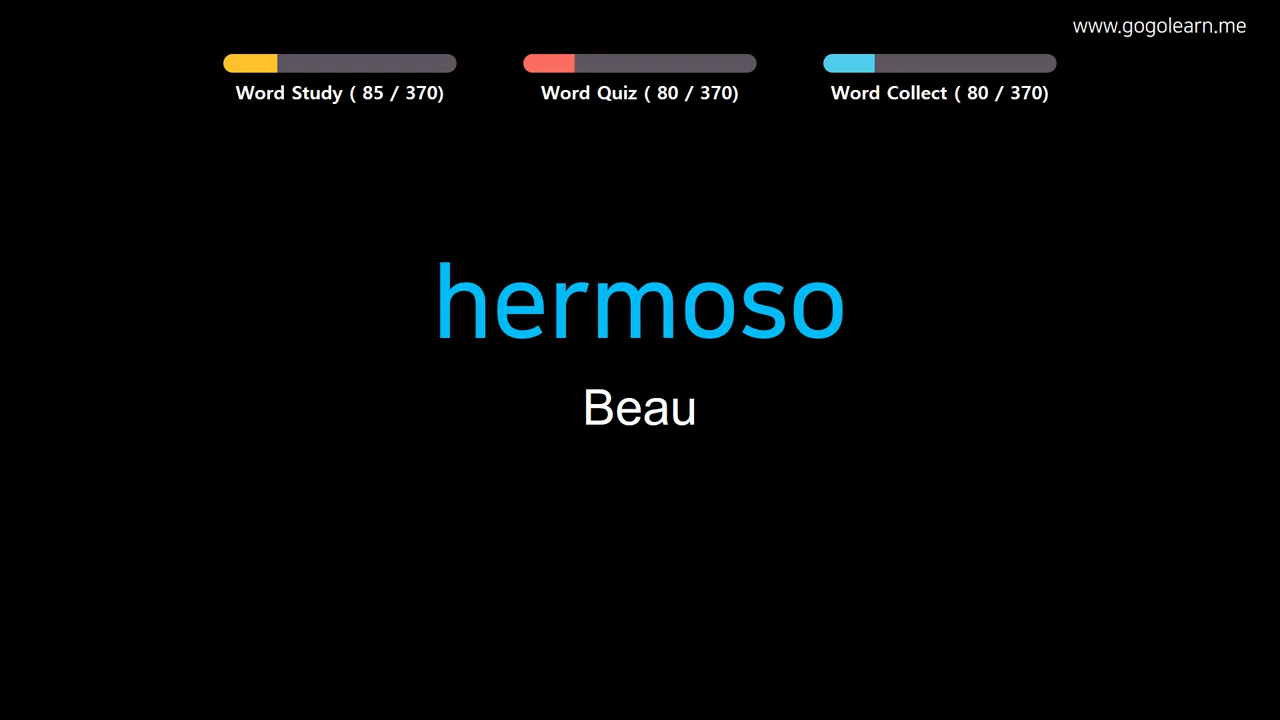 www.gogolearn.me
Word Study ( 85 / 370)
Word Quiz ( 80 / 370)
Word Collect ( 80 / 370)
hermoso
Beau